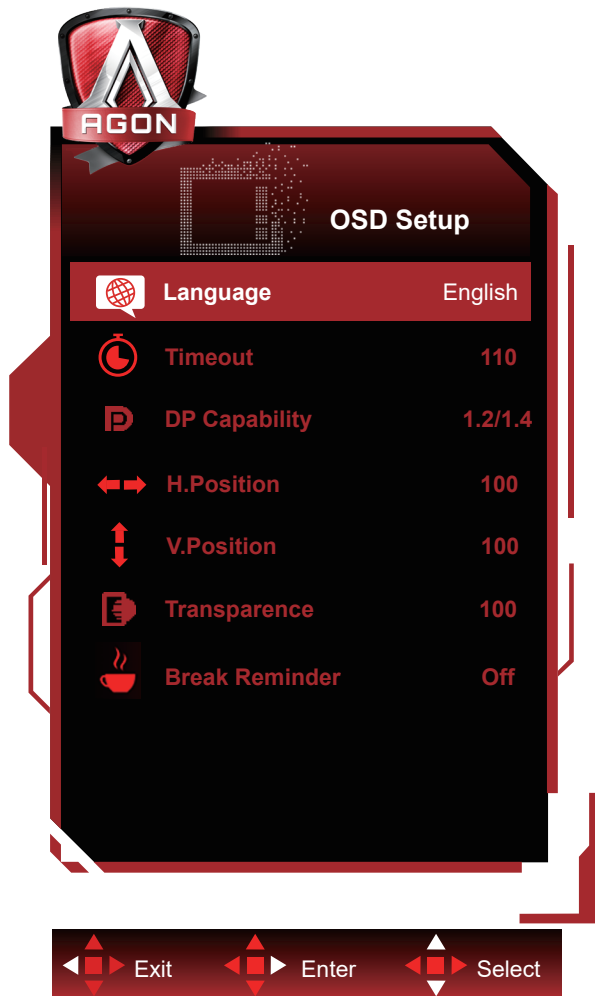 AGON
OSD Setup
Language English
Timeout 110
DP Capability 1.2/1.4
H.Position 100
V.Position 100
Transparence 100
Break Reminder Off
Exit Enter Select